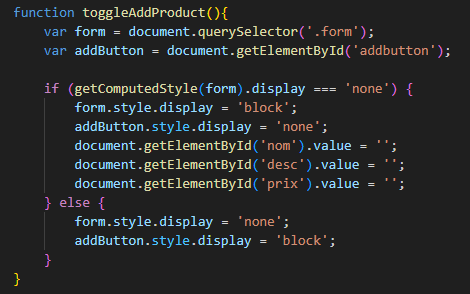 function toggleAddProduct(){
    var form = document.querySelector('.form');
    var addButton = document.getElementById('addbutton');

    if (getComputedStyle(form).display === 'none') {
        form.style.display = 'block';
        addButton.style.display = 'none';
        document.getElementById('nom').value = '';
        document.getElementById('desc').value = '';
        document.getElementById('prix').value = '';
    } else {
        form.style.display = 'none';
        addButton.style.display = 'block';
    }
}